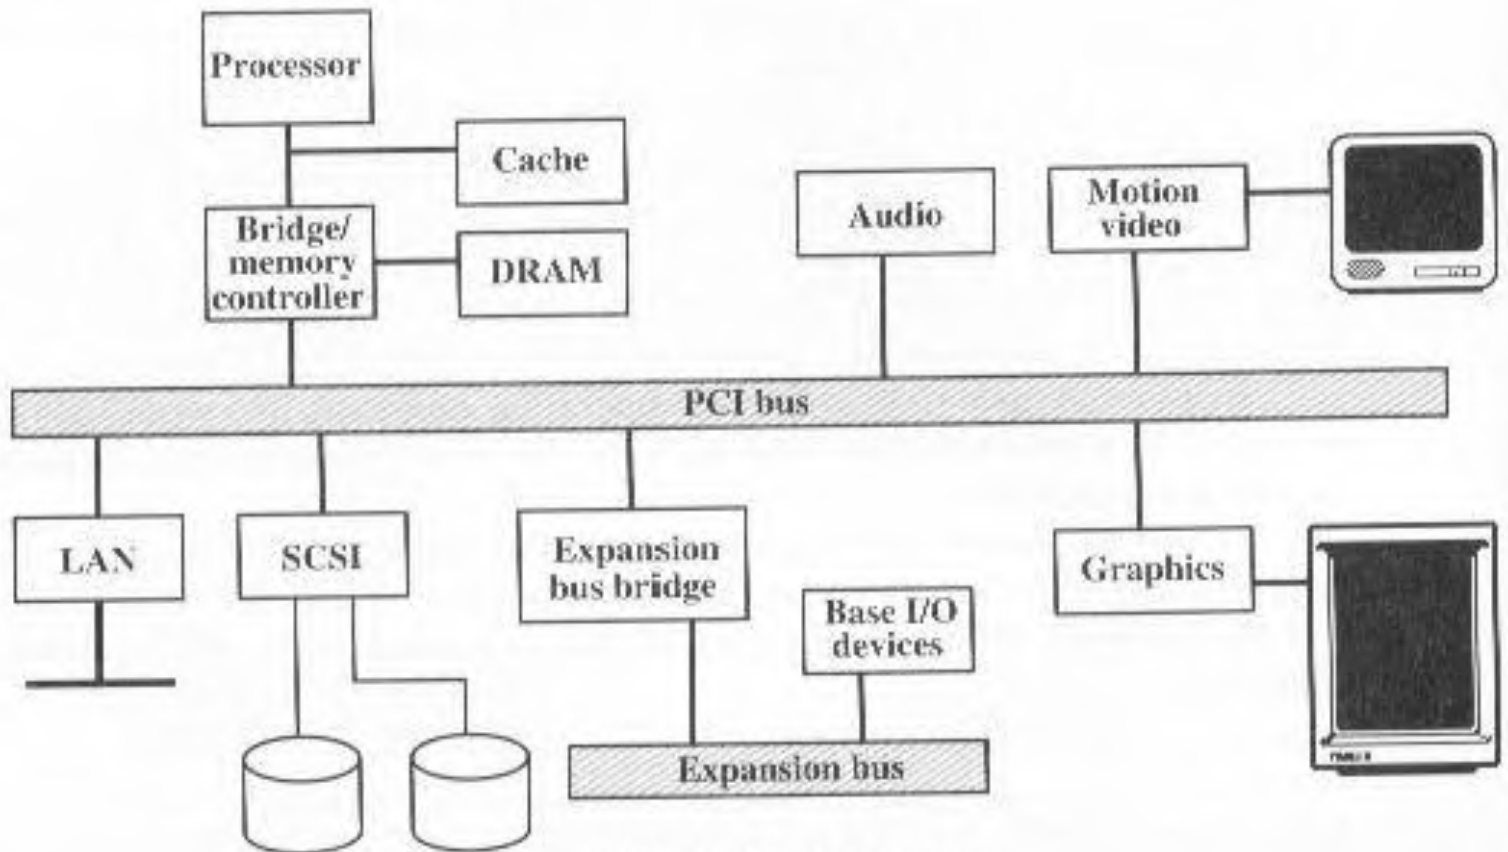 Processor
Cache
Bridge/
memory
controller
DRAM
Audio
Motion
video
PCI bus
LAN
SCSI
Expansion
bus bridge
Base I/O
devices
Graphics
Expansion bus